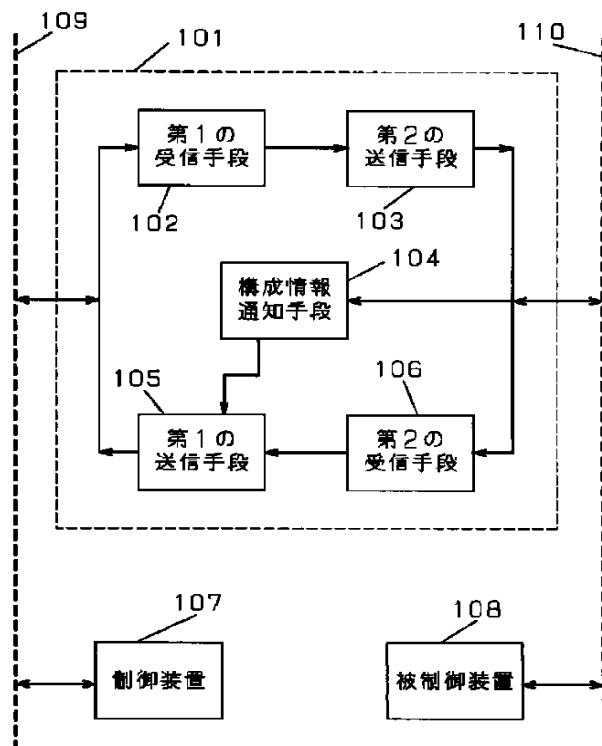 109
101
110
第1の
受信手段
102
第2の
送信手段
103
104
構成情報
通知手段
105
第1の
送信手段
106
第2の
受信手段
107
制御装置
108
被制御装置